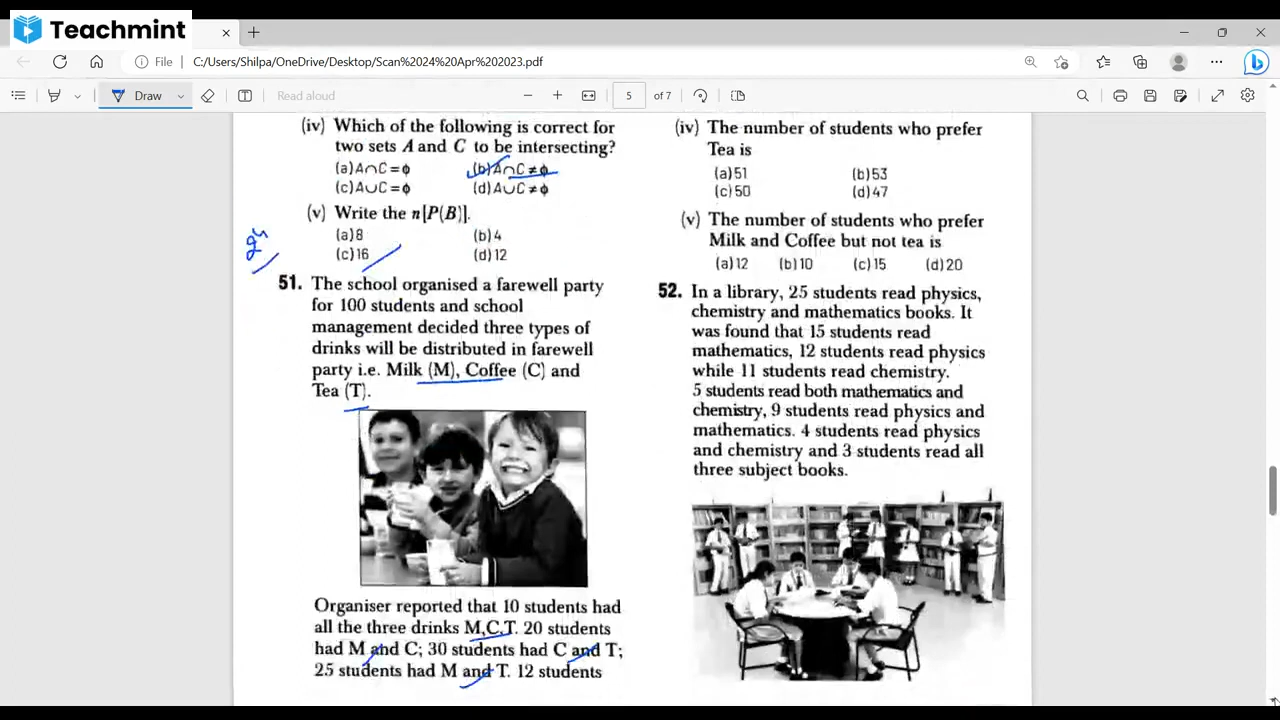 Teachmint
File
C:/Users/Shilpa/OneDrive/Desktop/Scan%2024%20Apr%202023.pdf
Draw
Read aloud
5
of 7
(iv) Which of the following is correct for
two sets A and C to be intersecting?
(a) A∩C = ϕ (b) A∩C ≠ ϕ
(c) A∪C = ϕ (d) A∪C ≠ ϕ
(v) Write the n[P(B)].
(a) 8 (b) 4
(c) 16 (d) 12
51. The school organised a farewell party
for 100 students and school
management decided three types of
drinks will be distributed in farewell
party i.e. Milk (M), Coffee (C) and
Tea (T).
Organiser reported that 10 students had
all the three drinks M,C,T. 20 students
had M and C; 30 students had C and T;
25 students had M and T. 12 students
(iv) The number of students who prefer
Tea is
(a) 51 (b) 53
(c) 50 (d) 47
(v) The number of students who prefer
Milk and Coffee but not tea is
(a) 12 (b) 10 (c) 15 (d) 20
52. In a library, 25 students read physics,
chemistry and mathematics books. It
was found that 15 students read
mathematics, 12 students read physics
while 11 students read chemistry.
5 students read both mathematics and
chemistry, 9 students read physics and
mathematics. 4 students read physics
and chemistry and 3 students read all
three subject books.